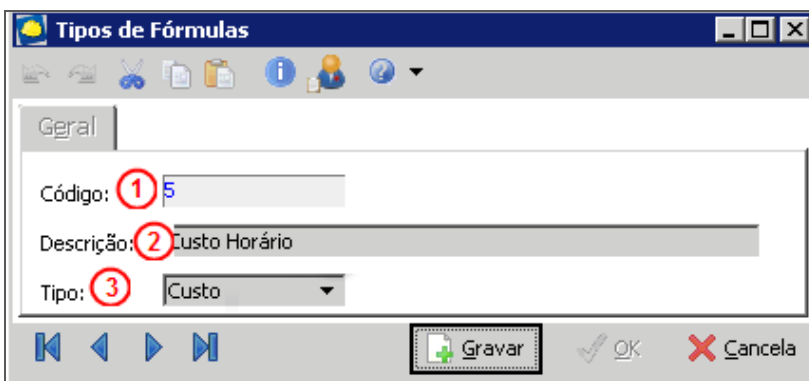 Tipos de Fórmulas
Geral
Código: 1 5
Descrição: 2 Custo Horário
Tipo: 3 Custo
Gravar OK Cancela